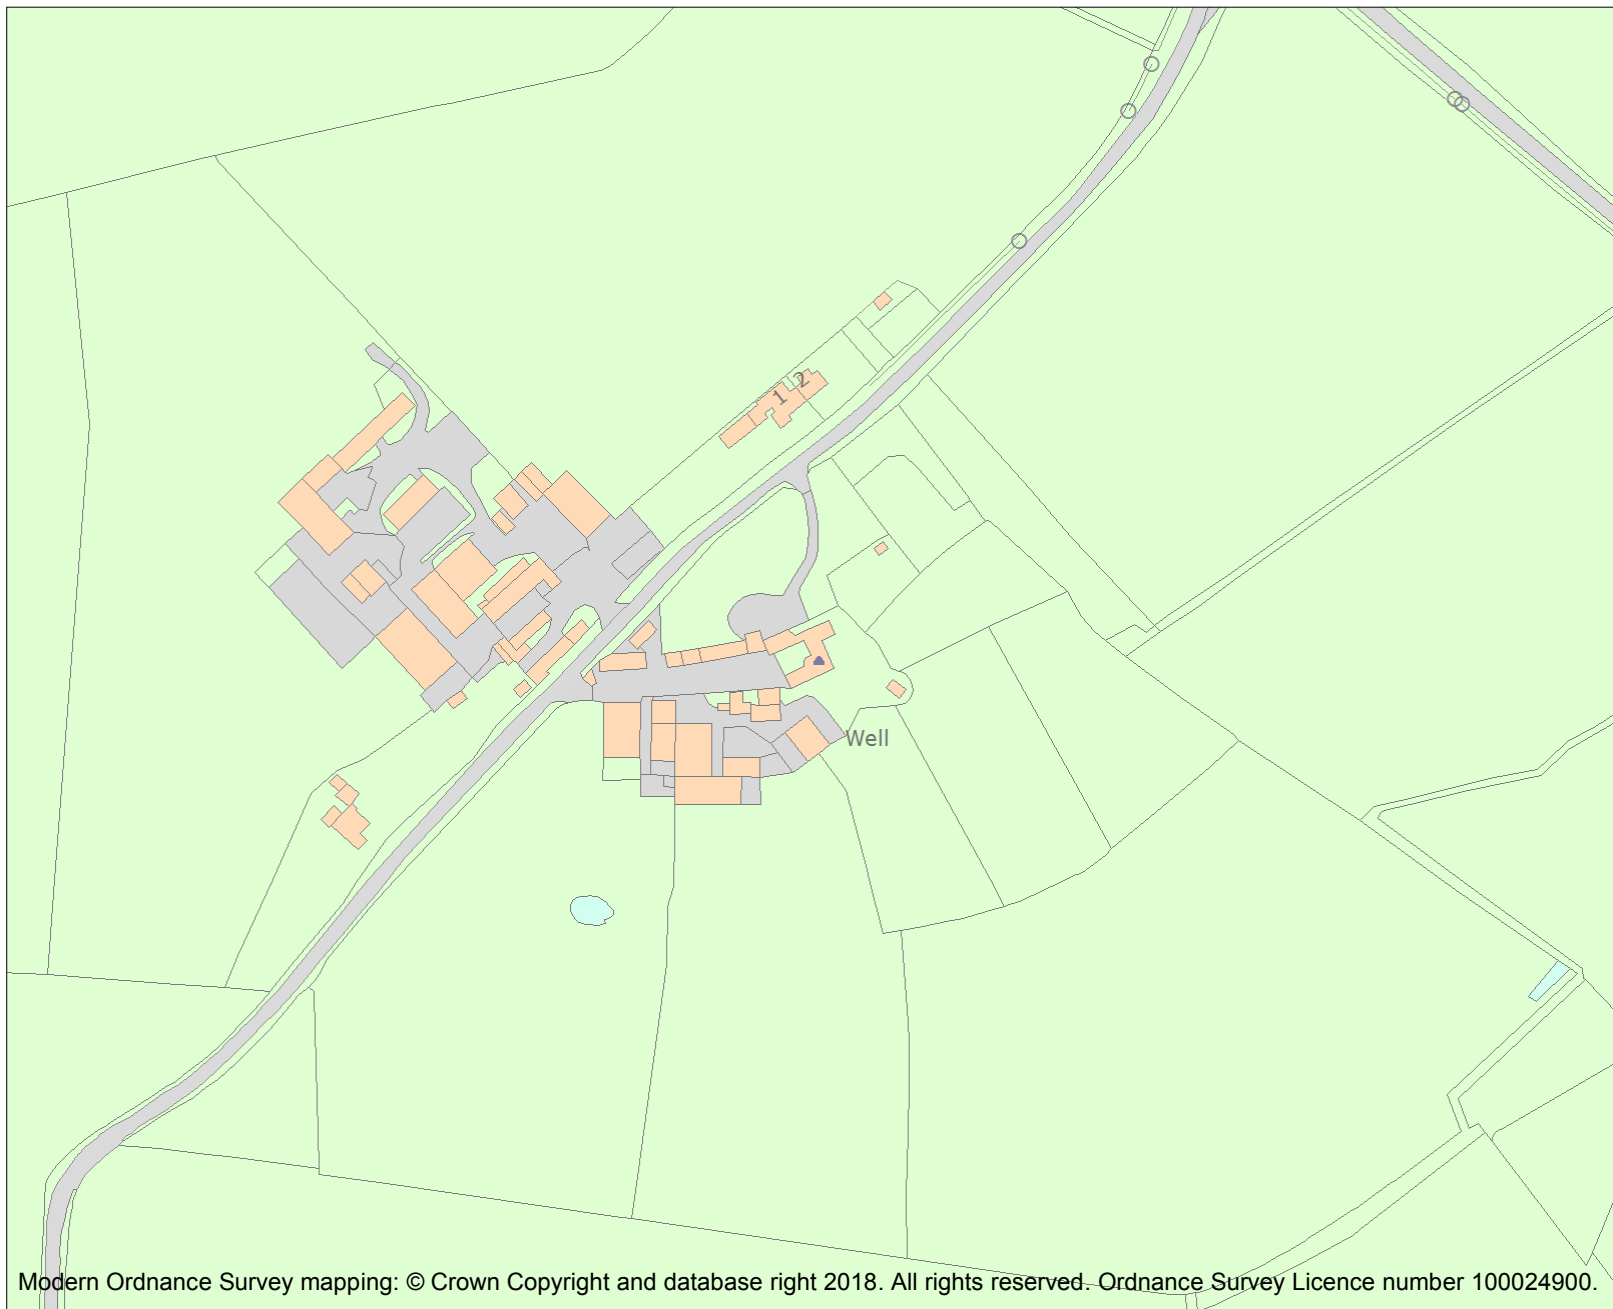 2
1
Well
Modern Ordnance Survey mapping: © Crown Copyright and database right 2018. All rights reserved. Ordnance Survey Licence number 100024900.